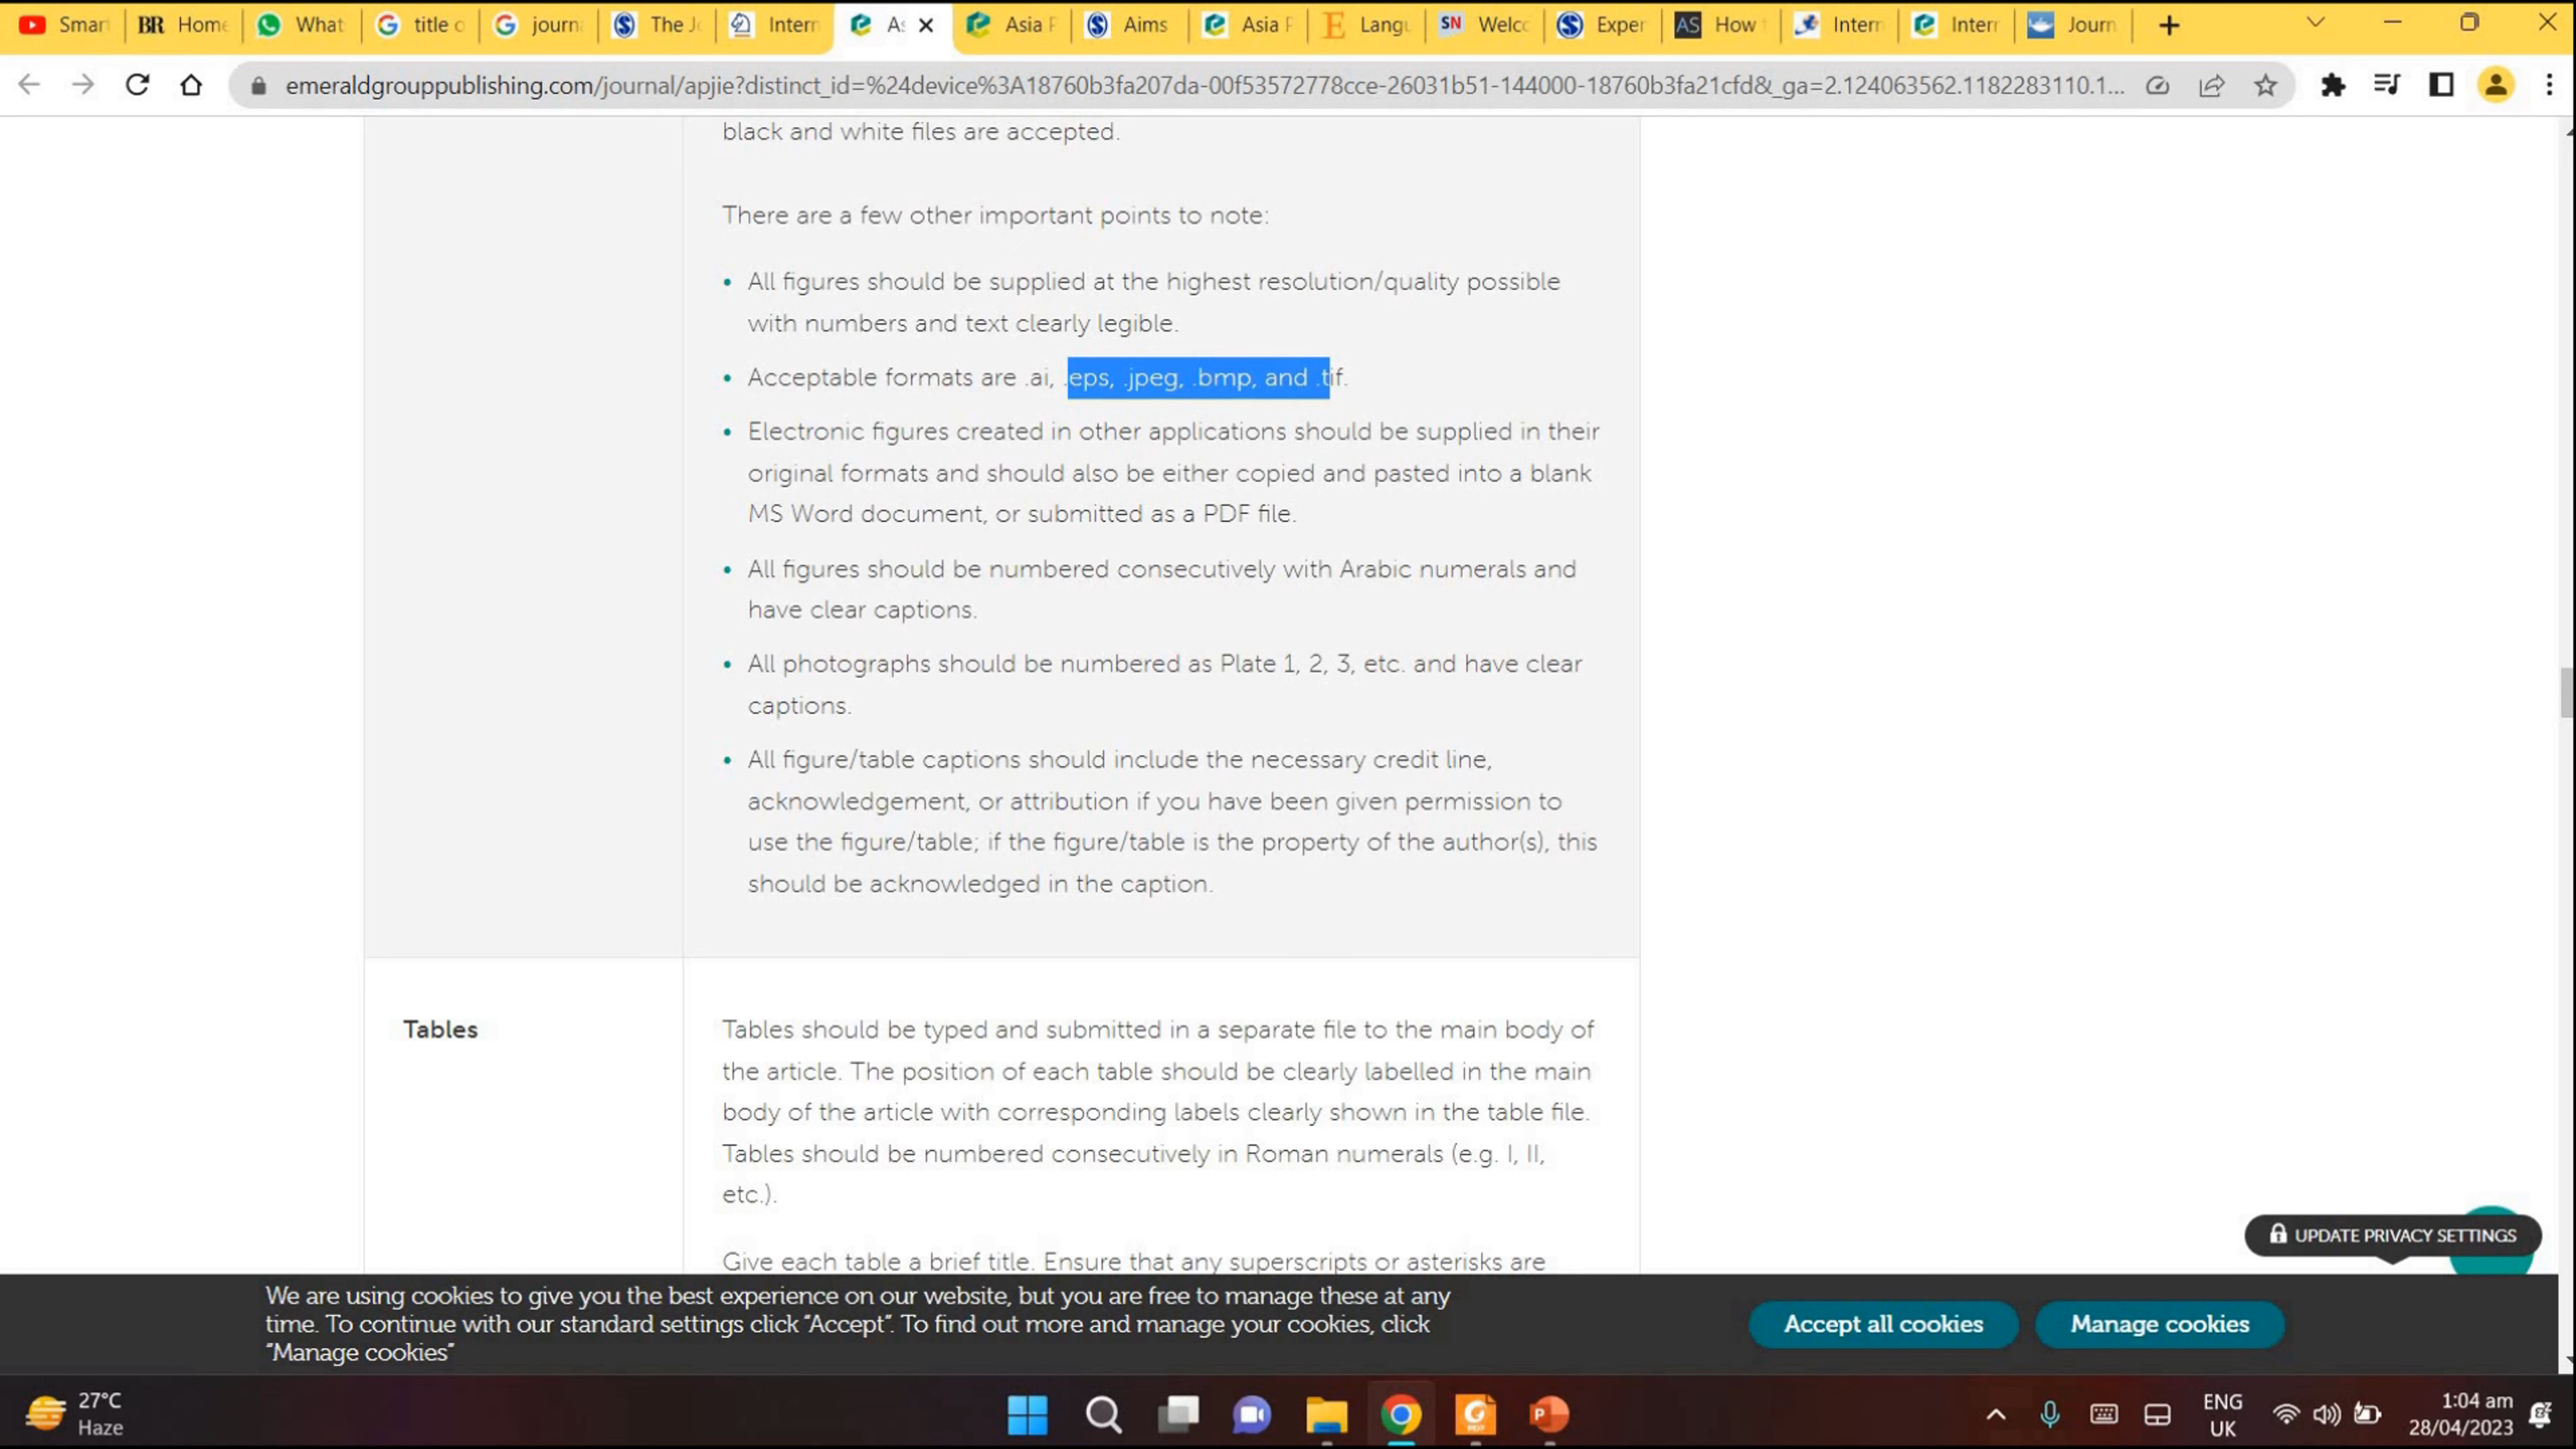 Smar
BR Home
What
title o
journ
The Jo
Intern
As
Asia P
Aims
Asia P
E Langu
SN Welco
Exper
AS How
Intern
Interr
Journ
emeraldgrouppublishing.com/journal/apjie?distinct_id=%24device%3A18760b3fa207da-00f53572778cce-26031b51-144000-18760b3fa21cfd&_ga=2.124063562.1182283110.1...
black and white files are accepted.
There are a few other important points to note:
• All figures should be supplied at the highest resolution/quality possible
with numbers and text clearly legible.
• Acceptable formats are .ai, .eps, .jpeg, .bmp, and .tif.
• Electronic figures created in other applications should be supplied in their
original formats and should also be either copied and pasted into a blank
MS Word document, or submitted as a PDF file.
• All figures should be numbered consecutively with Arabic numerals and
have clear captions.
• All photographs should be numbered as Plate 1, 2, 3, etc. and have clear
captions.
• All figure/table captions should include the necessary credit line,
acknowledgement, or attribution if you have been given permission to
use the figure/table; if the figure/table is the property of the author(s), this
should be acknowledged in the caption.
Tables
Tables should be typed and submitted in a separate file to the main body of
the article. The position of each table should be clearly labelled in the main
body of the article with corresponding labels clearly shown in the table file.
Tables should be numbered consecutively in Roman numerals (e.g. I, II,
etc.).
Give each table a brief title. Ensure that any superscripts or asterisks are
UPDATE PRIVACY SETTINGS
We are using cookies to give you the best experience on our website, but you are free to manage these at any
time. To continue with our standard settings click "Accept". To find out more and manage your cookies, click
"Manage cookies"
Accept all cookies
Manage cookies
27°C
Haze
ENG
UK
1:04 am
28/04/2023